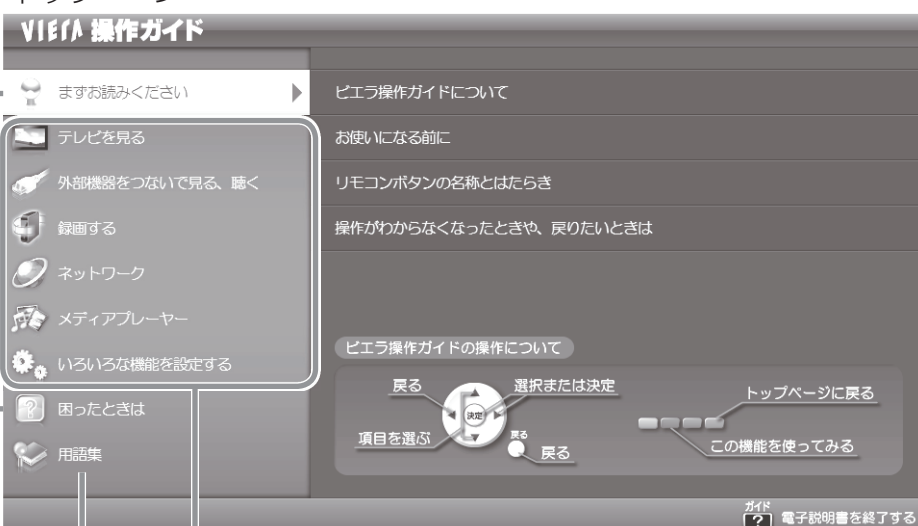 VIERA 操作ガイド
まずお読みください
テレビを見る
外部機器をつないで見る、聴く
録画する
ネットワーク
メディアプレーヤー
いろいろな機能を設定する
困ったときは
用語集
ビエラ操作ガイドについて
お使いになる前に
リモコンボタンの名称とはたらき
操作がわからなくなったときや、戻りたいときは
ビエラ操作ガイドの操作について
戻る
選択または決定
決定
項目を選ぶ
戻る
戻る
トップページに戻る
この機能を使ってみる
ガイド
? 電子説明書を終了する